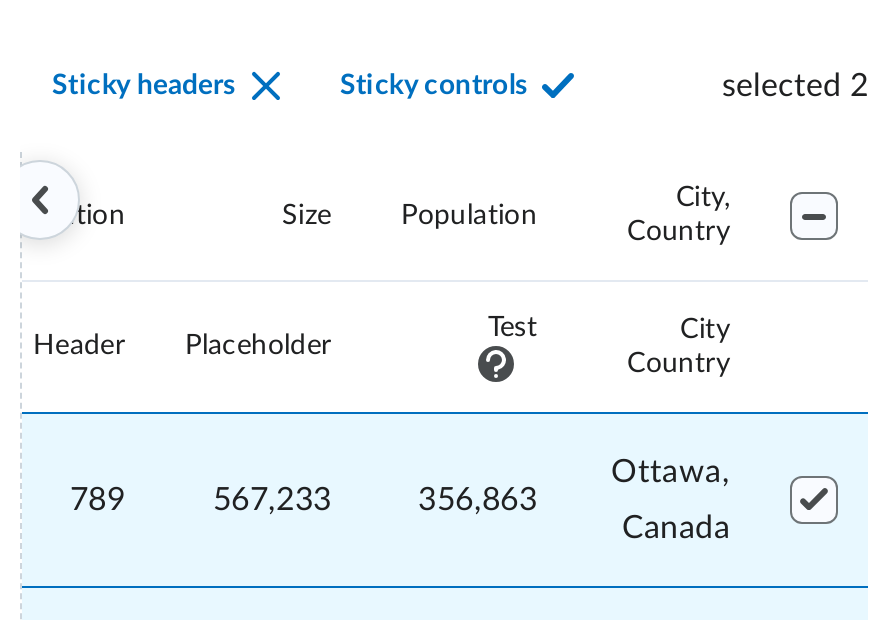 Sticky headers
Sticky controls
selected 2
tion
Size
Population
City,
Country
Header
Placeholder
Test
City
Country
789
567,233
356,863
Ottawa,
Canada